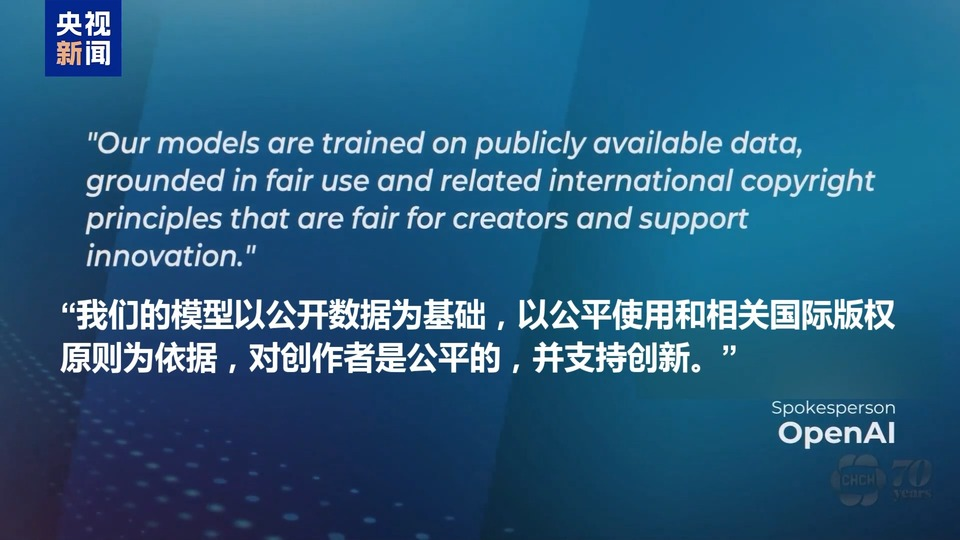 央视
新闻
"Our models are trained on publicly available data,
grounded in fair use and related international copyright
principles that are fair for creators and support
innovation."
“我们的模型以公开数据为基础，以公平使用和相关国际版权
原则为依据，对创作者是公平的，并支持创新。”
Spokesperson
OpenAI
CHCH 70
years